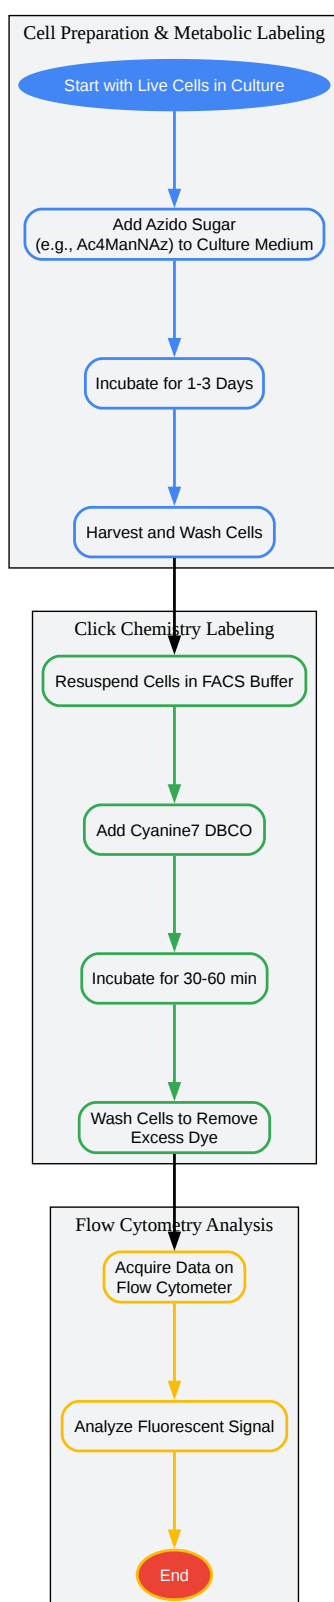 Cell Preparation & Metabolic Labeling
Start with Live Cells in Culture
Add Azido Sugar
(e.g., Ac4ManNAz) to Culture Medium
Incubate for 1-3 Days
Harvest and Wash Cells
Click Chemistry Labeling
Resuspend Cells in FACS Buffer
Add Cyanine7 DBCO
Incubate for 30-60 min
Wash Cells to Remove
Excess Dye
Flow Cytometry Analysis
Acquire Data on
Flow Cytometer
Analyze Fluorescent Signal
End